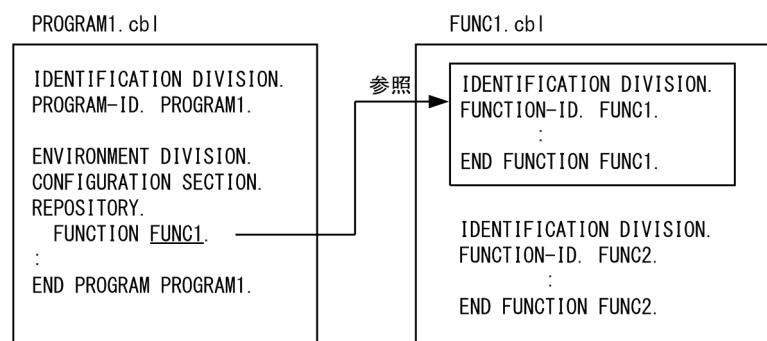 PROGRAM1.cbl
IDENTIFICATION DIVISION.
PROGRAM-ID. PROGRAM1.
ENVIRONMENT DIVISION.
CONFIGURATION SECTION.
REPOSITORY.
FUNCTION FUNC1.
:
END PROGRAM PROGRAM1.
参照
FUNC1.cbl
IDENTIFICATION DIVISION.
FUNCTION-ID. FUNC1.
:
END FUNCTION FUNC1.
IDENTIFICATION DIVISION.
FUNCTION-ID. FUNC2.
:
END FUNCTION FUNC2.